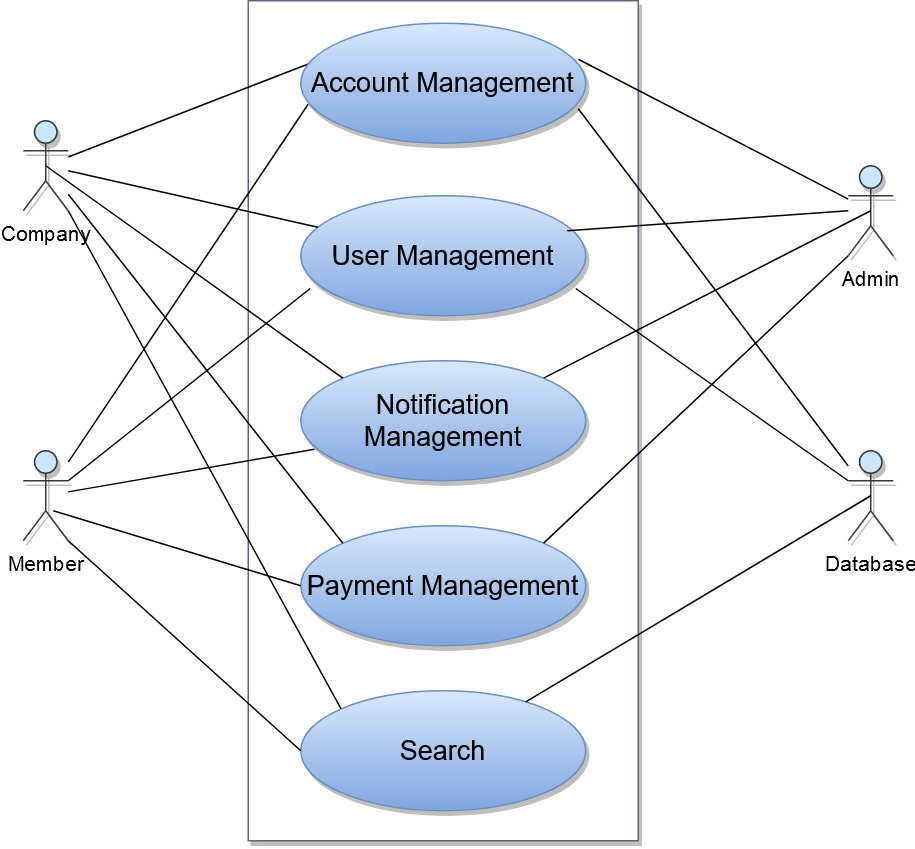 Account Management
Company
User Management
Admin
Notification
Management
Member
Payment Management
Database
Search